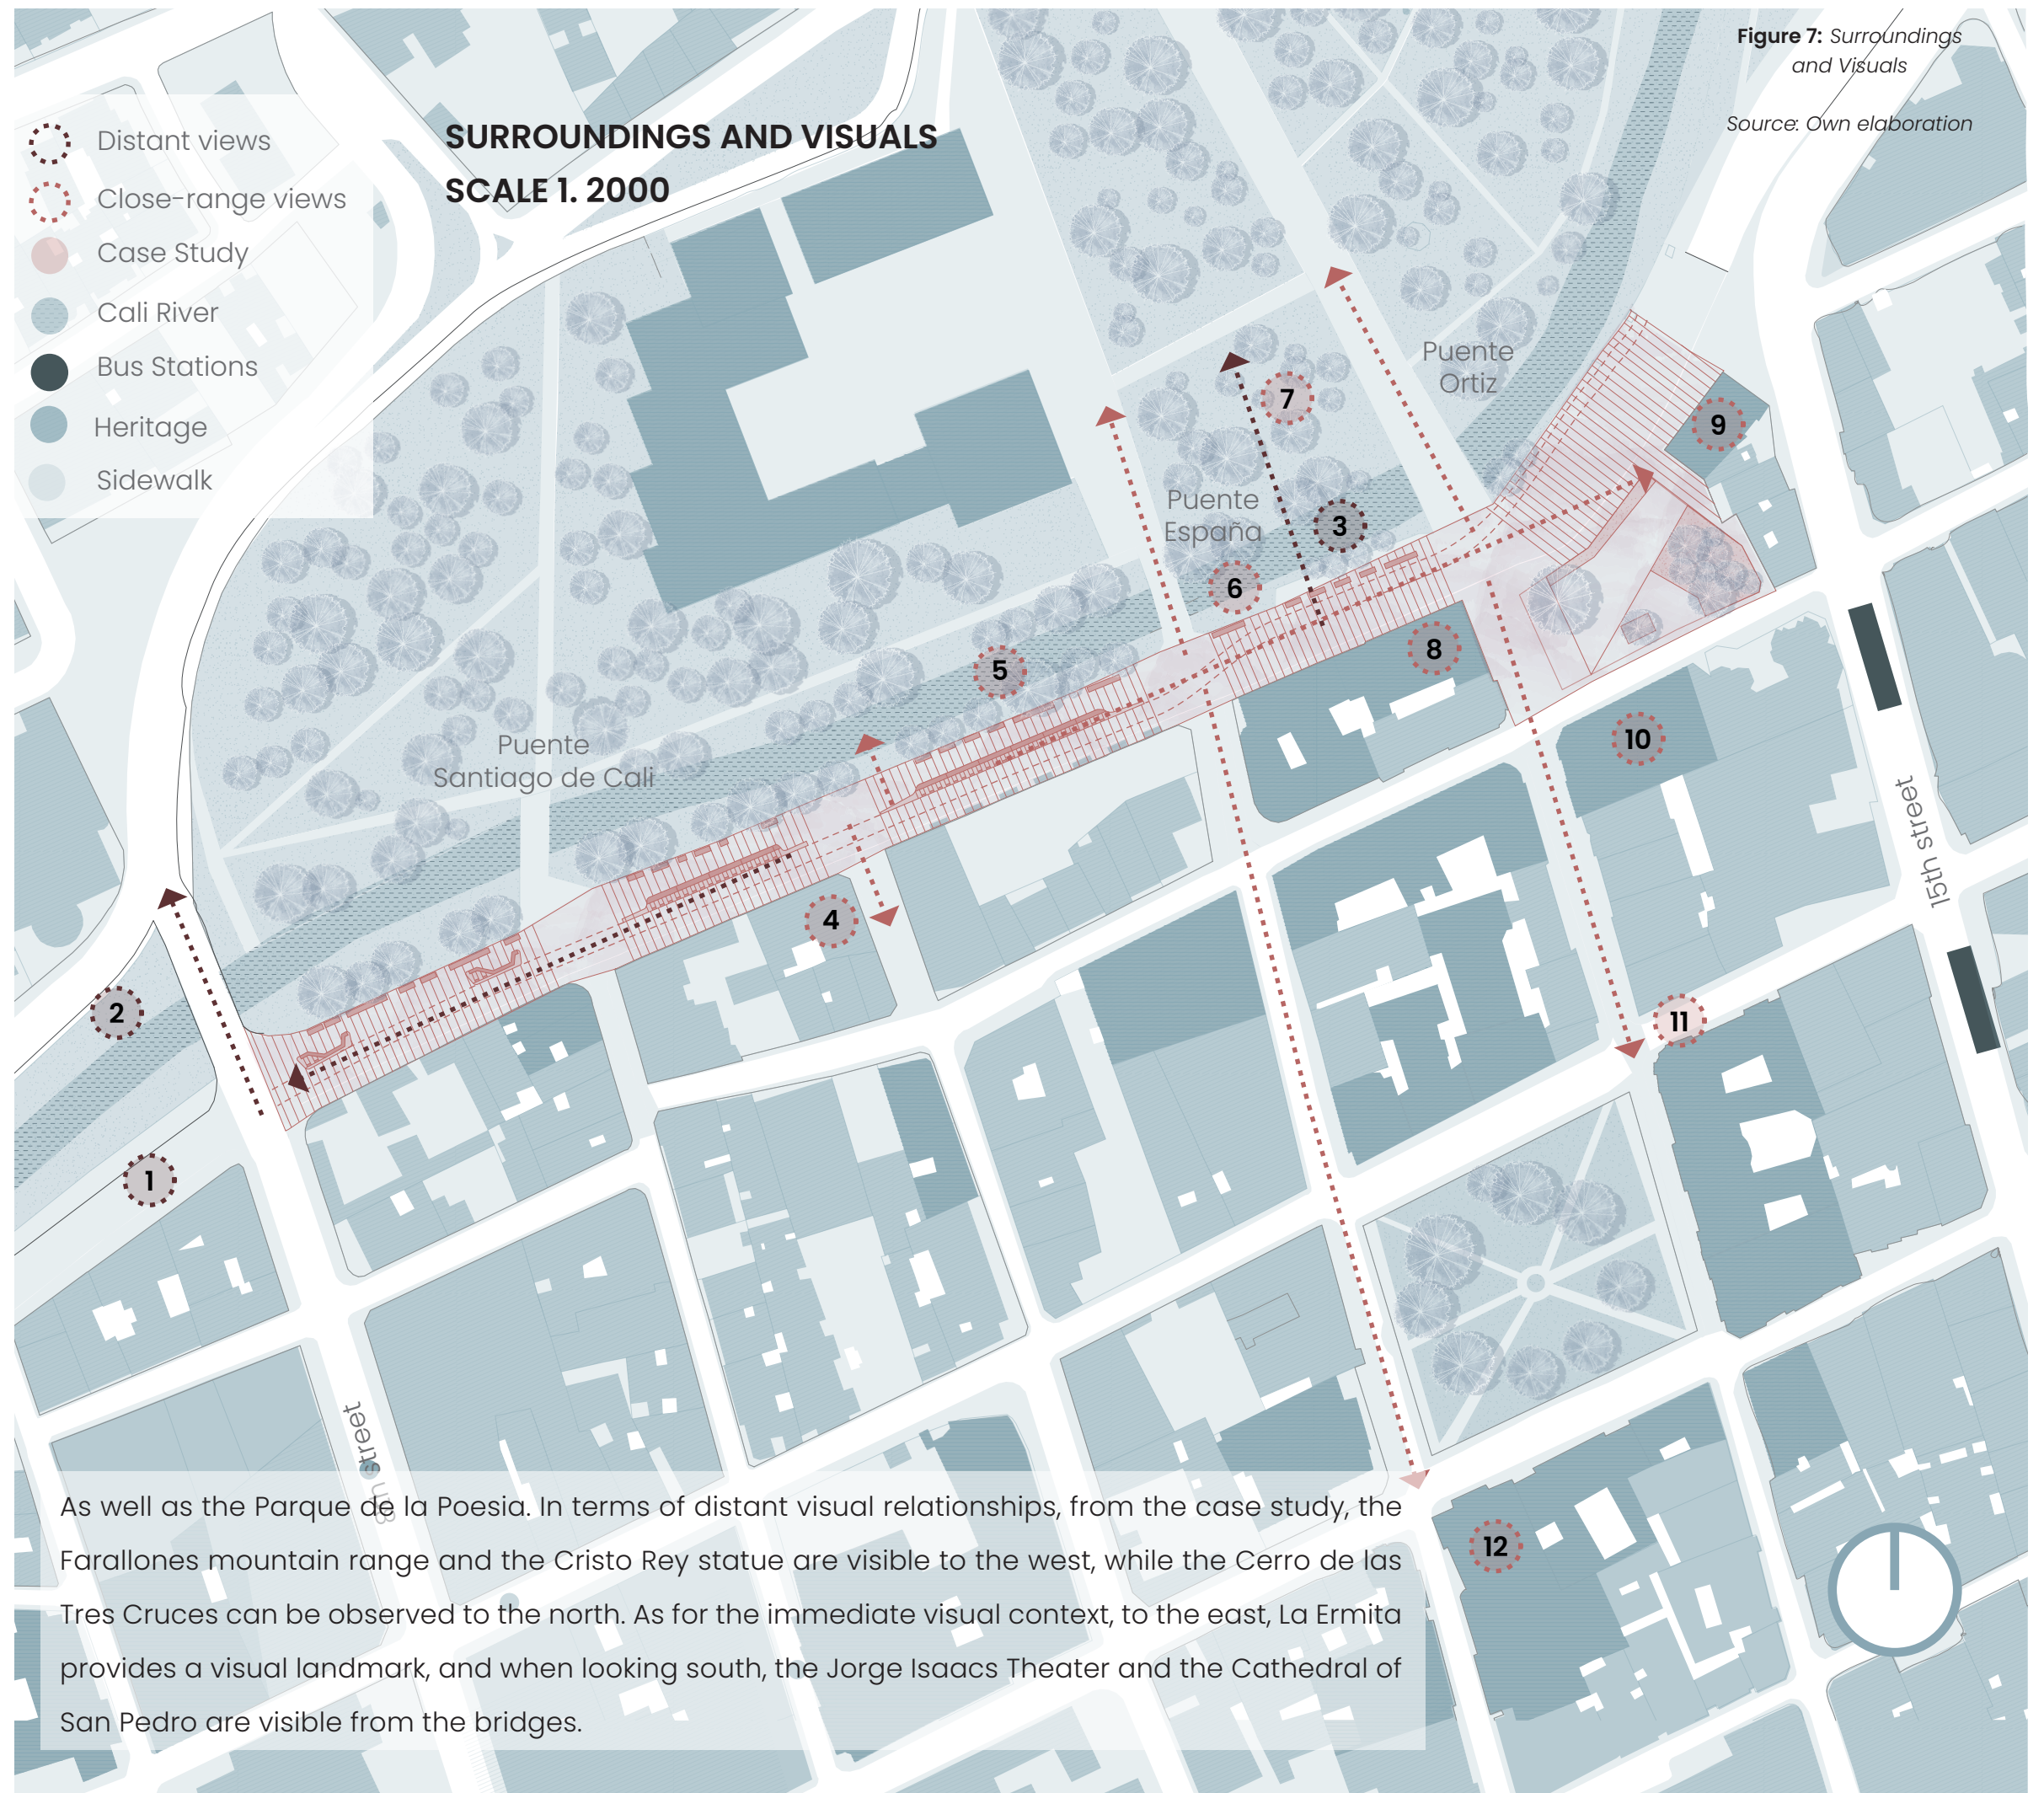 Figure 7: Surroundings
and Visuals
Source: Own elaboration
SURROUNDINGS AND VISUALS
SCALE 1. 2000
Distant views
Close-range views
Case Study
Cali River
Bus Stations
Heritage
Sidewalk
Puente
Ortiz
7
9
Puente
España
3
6
8
5
10
Puente
Santiago de Cali
15th street
4
2
11
1
street
12
As well as the Parque de la Poesia. In terms of distant visual relationships, from the case study, the
Farallones mountain range and the Cristo Rey statue are visible to the west, while the Cerro de las
Tres Cruces can be observed to the north. As for the immediate visual context, to the east, La Ermita
provides a visual landmark, and when looking south, the Jorge Isaacs Theater and the Cathedral of
San Pedro are visible from the bridges.